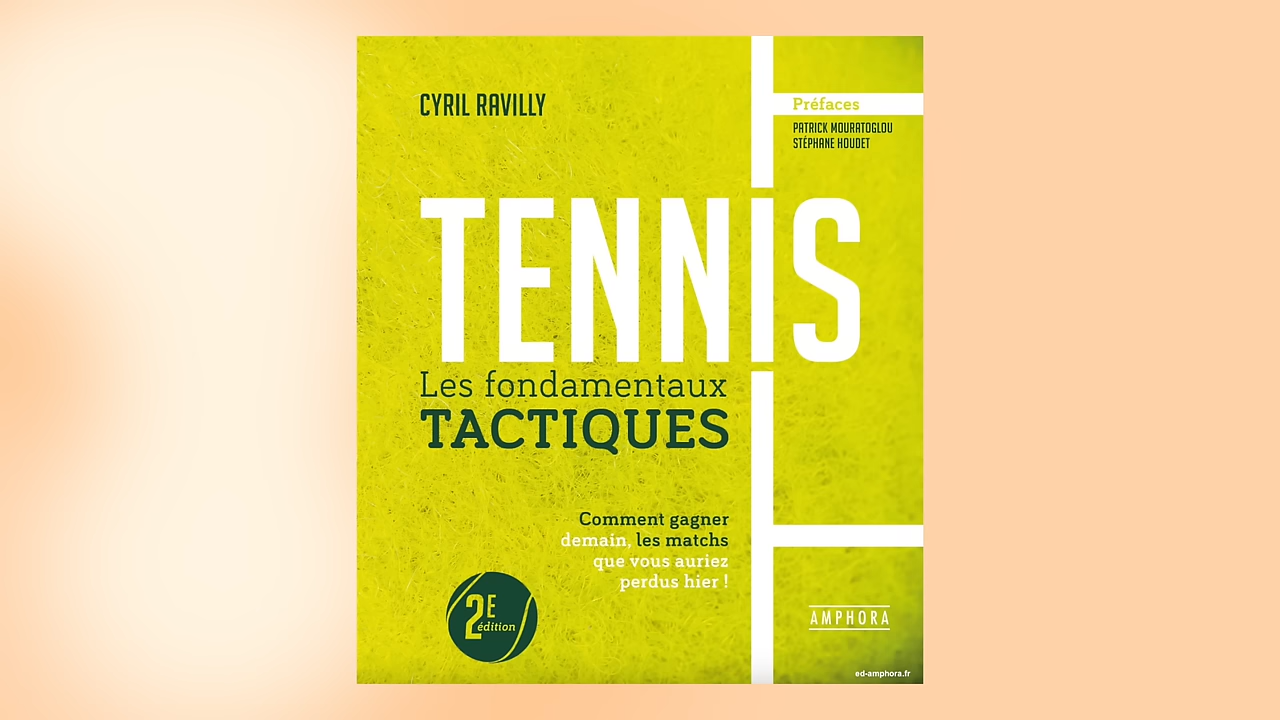 CYRIL RAVILLY
Préfaces
PATRICK MOURATOGLOU
STÉPHANE HOUDET
TENNIS
Les fondamentaux
TACTIQUES
Comment gagner
demain, les matchs
que vous auriez
perdus hier !
2E
édition
AMPHORA
ed-amphora.fr